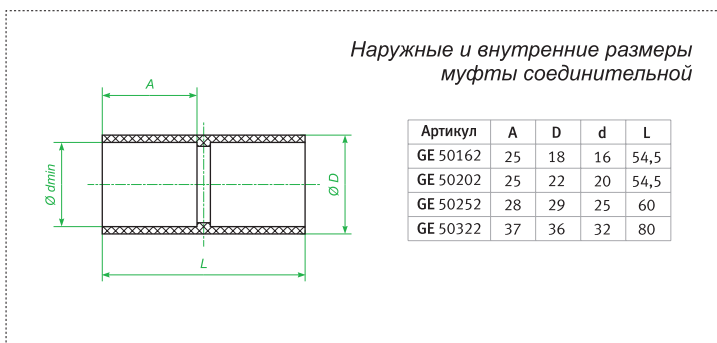 Наружные и внутренние размеры
муфты соединительной
A
Ø dmin
Ø D
L
Артикул A D d L
GE 50162 25 18 16 54,5
GE 50202 25 22 20 54,5
GE 50252 28 29 25 60
GE 50322 37 36 32 80